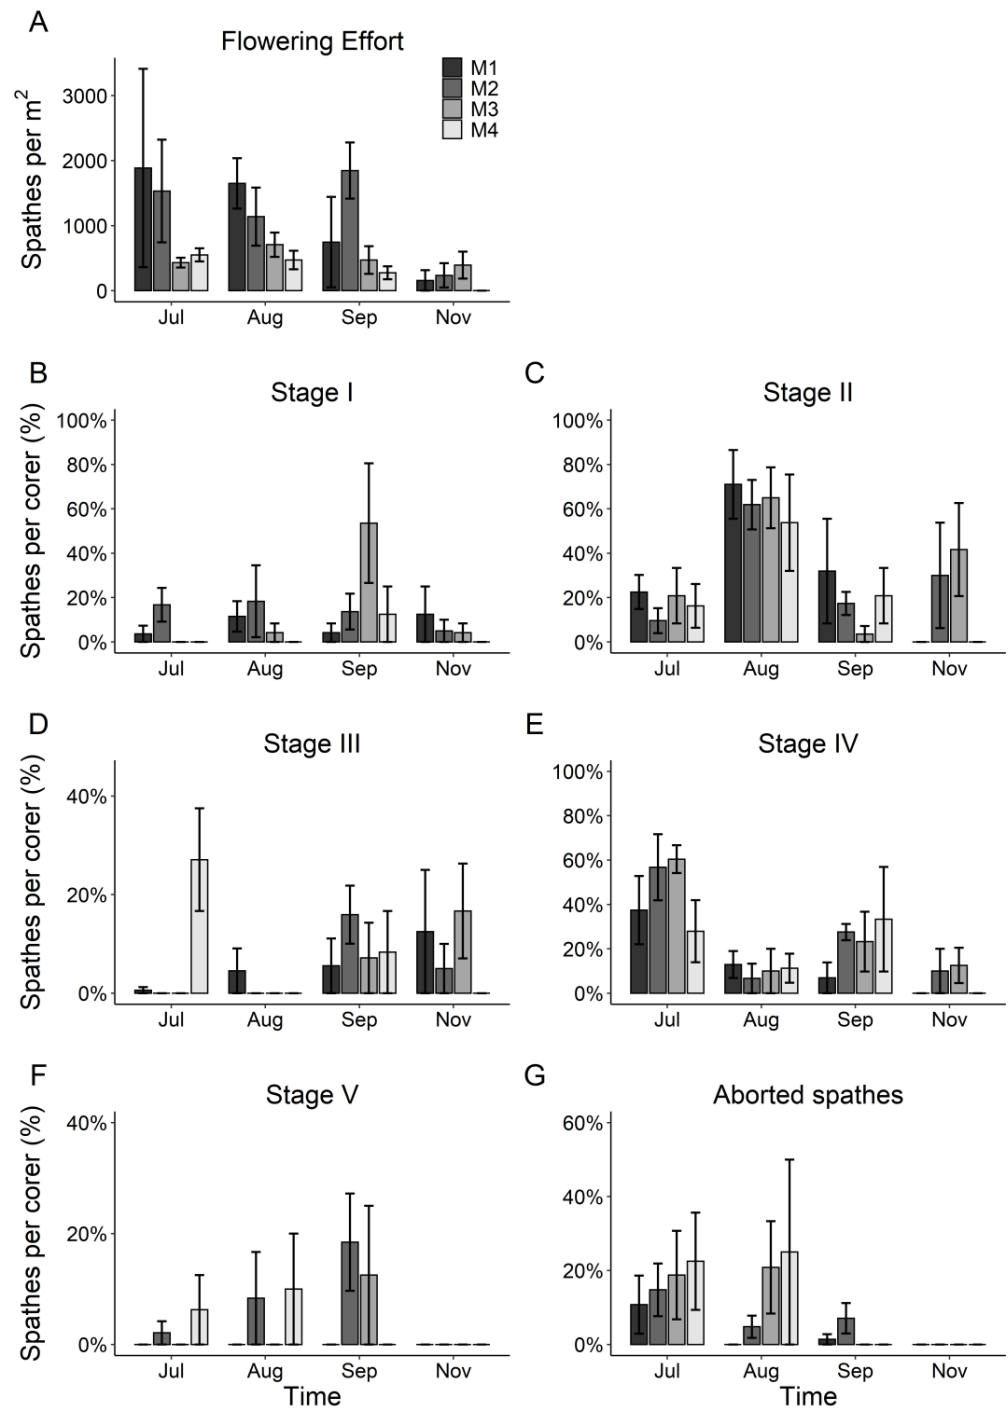 A
Flowering Effort
Spathes per m²
3000
2000
1000
0
M1
M2
M3
M4
Jul Aug Sep Nov
B
Stage I
Spathes per corer (%)
100%
80%
60%
40%
20%
0%
Jul Aug Sep Nov
C
Stage II
100%
80%
60%
40%
20%
0%
Jul Aug Sep Nov
D
Stage III
Spathes per corer (%)
40%
20%
0%
Jul Aug Sep Nov
E
Stage IV
100%
80%
60%
40%
20%
0%
Jul Aug Sep Nov
F
Stage V
Spathes per corer (%)
40%
20%
0%
Jul Aug Sep Nov
Time
G
Aborted spathes
60%
40%
20%
0%
Jul Aug Sep Nov
Time